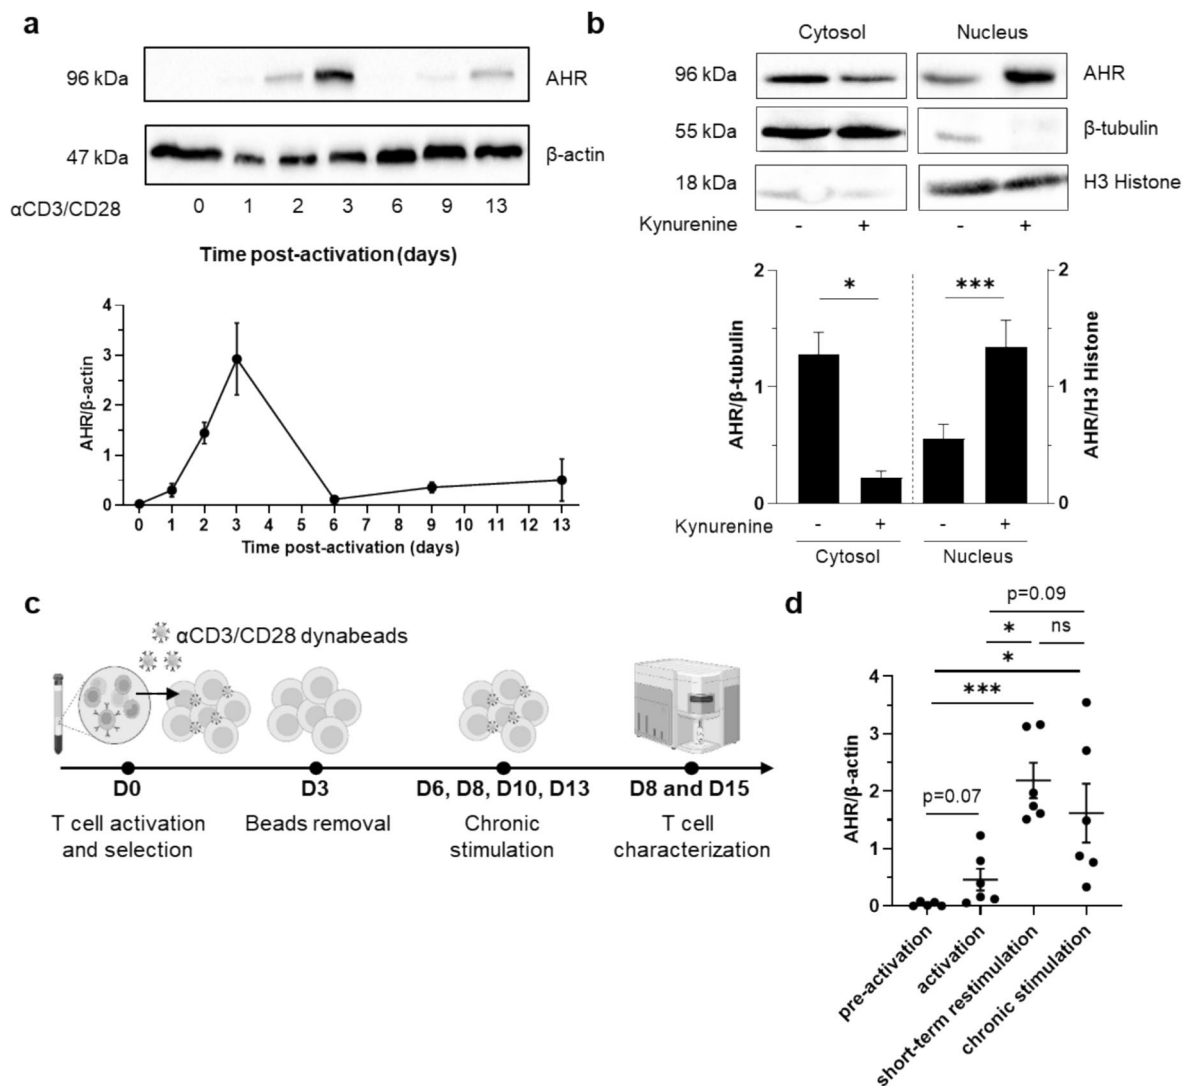 a
96 kDa
AHR
47 kDa
β-actin
αCD3/CD28 0 1 2 3 6 9 13
Time post-activation (days)
AHR/β-actin
4
3
2
1
0
0 1 2 3 4 5 6 7 8 9 10 11 12 13
Time post-activation (days)
b
Cytosol Nucleus
96 kDa
AHR
55 kDa
β-tubulin
18 kDa
H3 Histone
Kynurenine - + - +
AHR/β-tubulin
2
1
0
* ***
2
1
0
AHR/H3 Histone
Kynurenine - + - +
Cytosol Nucleus
c
αCD3/CD28 dynabeads
D0 D3 D6, D8, D10, D13 D8 and D15
T cell activation
and selection
Beads removal
Chronic
stimulation
T cell
characterization
d
p=0.09
* ns
*
***
p=0.07
AHR/β-actin
4
3
2
1
0
pre-activation
activation
short-term restimulation
chronic stimulation